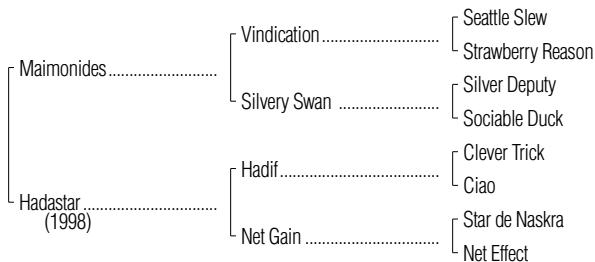 Seattle Slew
Vindication
Strawberry Reason
Maimonides
Silver Deputy
Silvery Swan
Sociable Duck
Clever Trick
Hadif
Ciao
Hadastar
(1998)
Star de Naskra
Net Gain
Net Effect